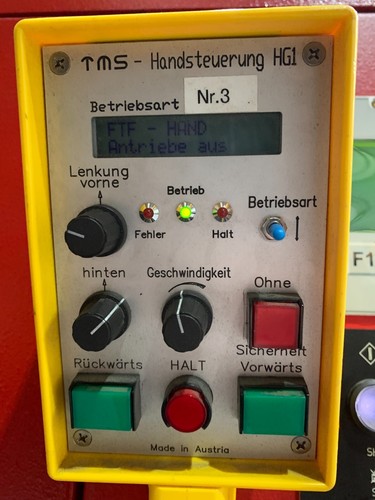 TMS - Handsteuerung HG1
Betriebsart
Nr.3
FTF - HAND
Antriebe aus
Lenkung
vorne
Betrieb
Betriebsart
Fehler
Halt
hinten
Geschwindigkeit
Ohne
Sicherheit
Rückwärts
HALT
Vorwärts
Made in Austria
F1